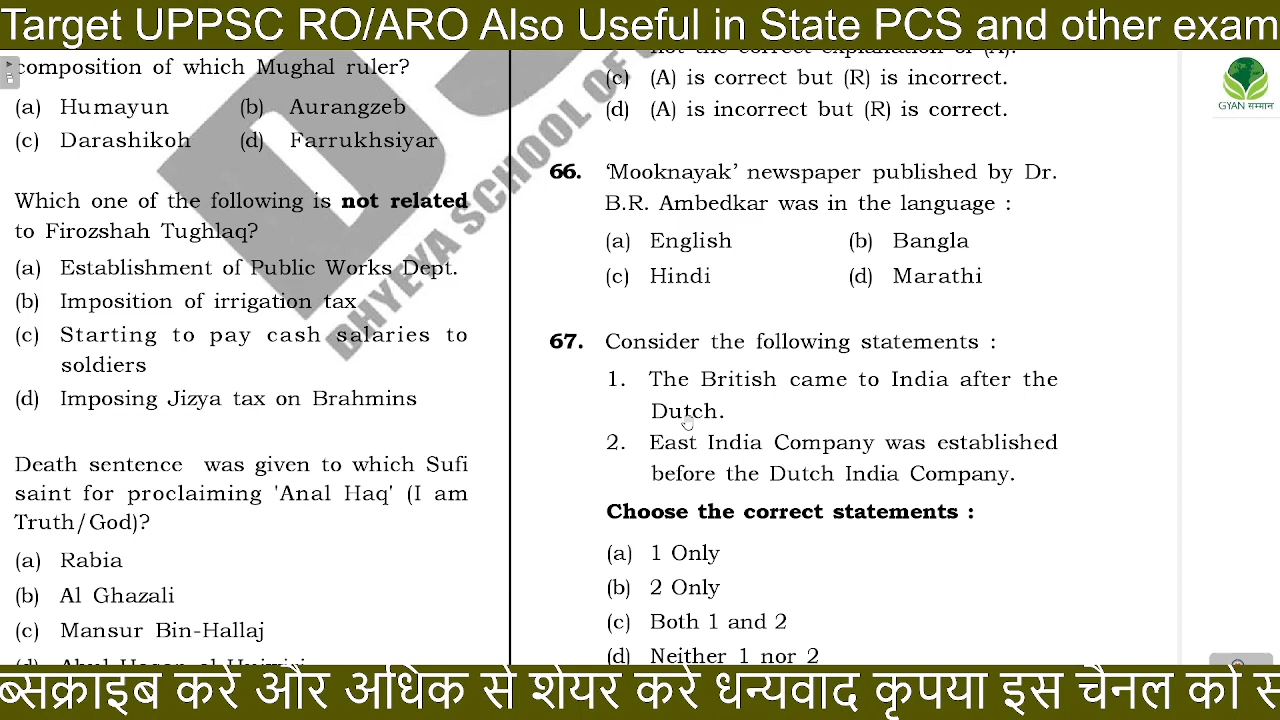 Target UPPSC RO/ARO Also Useful in State PCS and other exam
composition of which Mughal ruler?
(a) Humayun (b) Aurangzeb
(c) Darashikoh (d) Farrukhsiyar
Which one of the following is not related
to Firozshah Tughlaq?
(a) Establishment of Public Works Dept.
(b) Imposition of irrigation tax
(c) Starting to pay cash salaries to
soldiers
(d) Imposing Jizya tax on Brahmins
Death sentence was given to which Sufi
saint for proclaiming 'Anal Haq' (I am
Truth/God)?
(a) Rabia
(b) Al Ghazali
(c) Mansur Bin-Hallaj
DHYEYA SCHOOL OF
not the correct explanation of (A).
(c) (A) is correct but (R) is incorrect.
(d) (A) is incorrect but (R) is correct.
66. ‘Mooknayak’ newspaper published by Dr.
B.R. Ambedkar was in the language :
(a) English (b) Bangla
(c) Hindi (d) Marathi
67. Consider the following statements :
1. The British came to India after the
Dutch.
2. East India Company was established
before the Dutch India Company.
Choose the correct statements :
(a) 1 Only
(b) 2 Only
(c) Both 1 and 2
(d) Neither 1 nor 2
GYAN सम्मान
ब्सक्राइब करे और अधिक से शेयर करे धन्यवाद कृपया इस चैनल को स